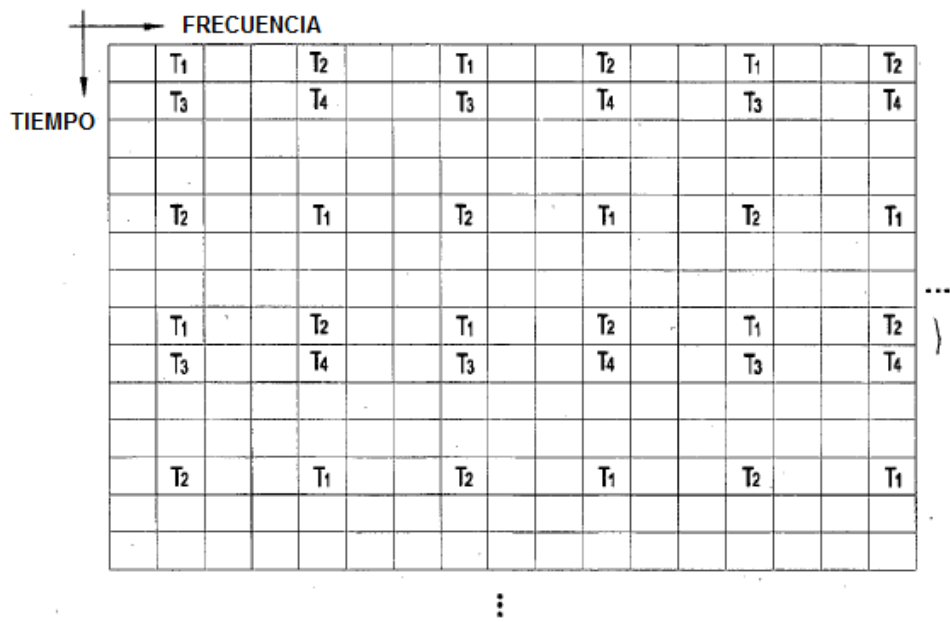 FRECUENCIA
T1 T2 T1 T2 T1 T2
T3 T4 T3 T4 T3 T4
TIEMPO
T2 T1 T2 T1 T2 T1
...
T1 T2 T1 T2 T1 T2
T3 T4 T3 T4 T3 T4
T2 T1 T2 T1 T2 T1